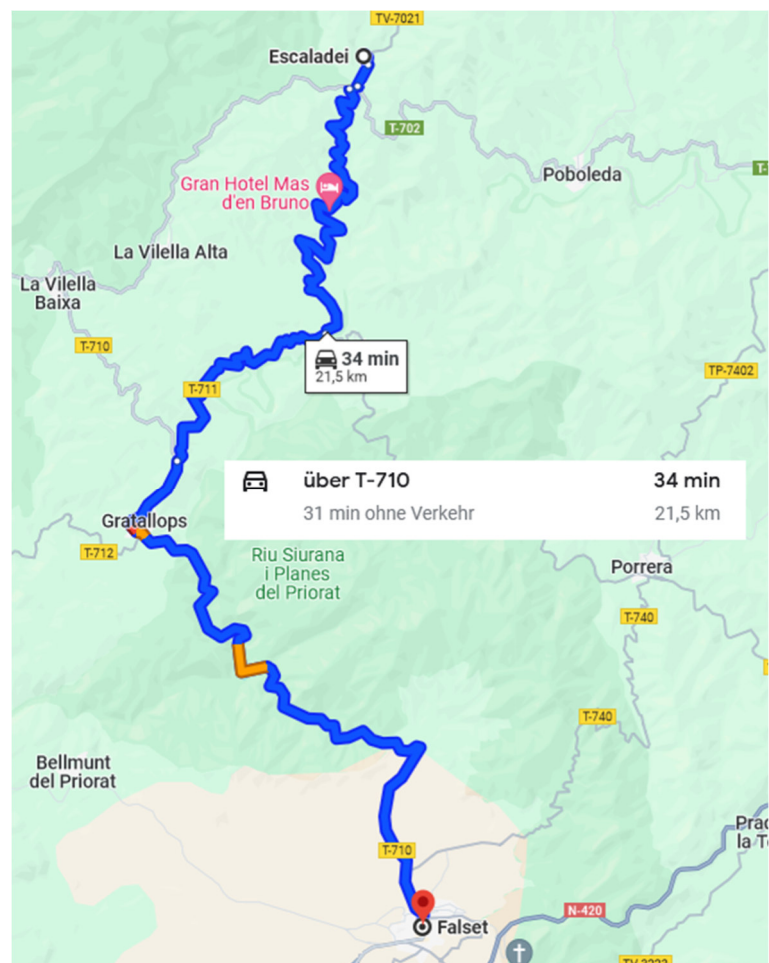 TV-7021
Escaladei
T-702
Poboleda
Gran Hotel Mas
d'en Bruno
La Vilella Alta
La Vilella
Baixa
T-710
34 min
21,5 km
T-711
TP-7402
über T-710
34 min
31 min ohne Verkehr
21,5 km
Gratallops
T-712
Riu Siurana
i Planes
del Priorat
Porrera
T-740
T-740
Bellmunt
del Priorat
T-710
N-420
Falset